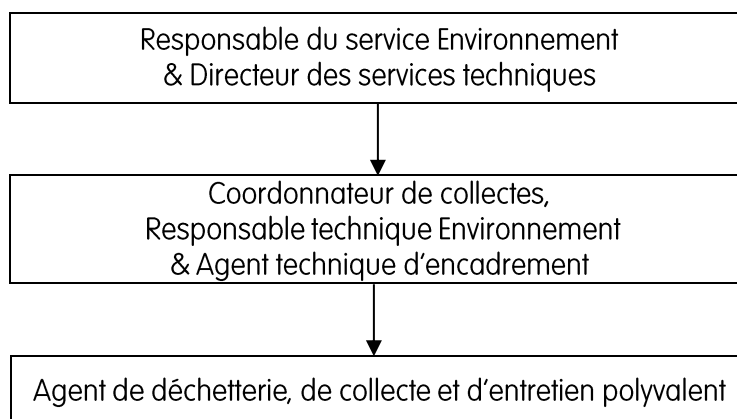 Responsable du service Environnement
& Directeur des services techniques
Coordonnateur de collectes,
Responsable technique Environnement
& Agent technique d'encadrement
Agent de déchetterie, de collecte et d'entretien polyvalent